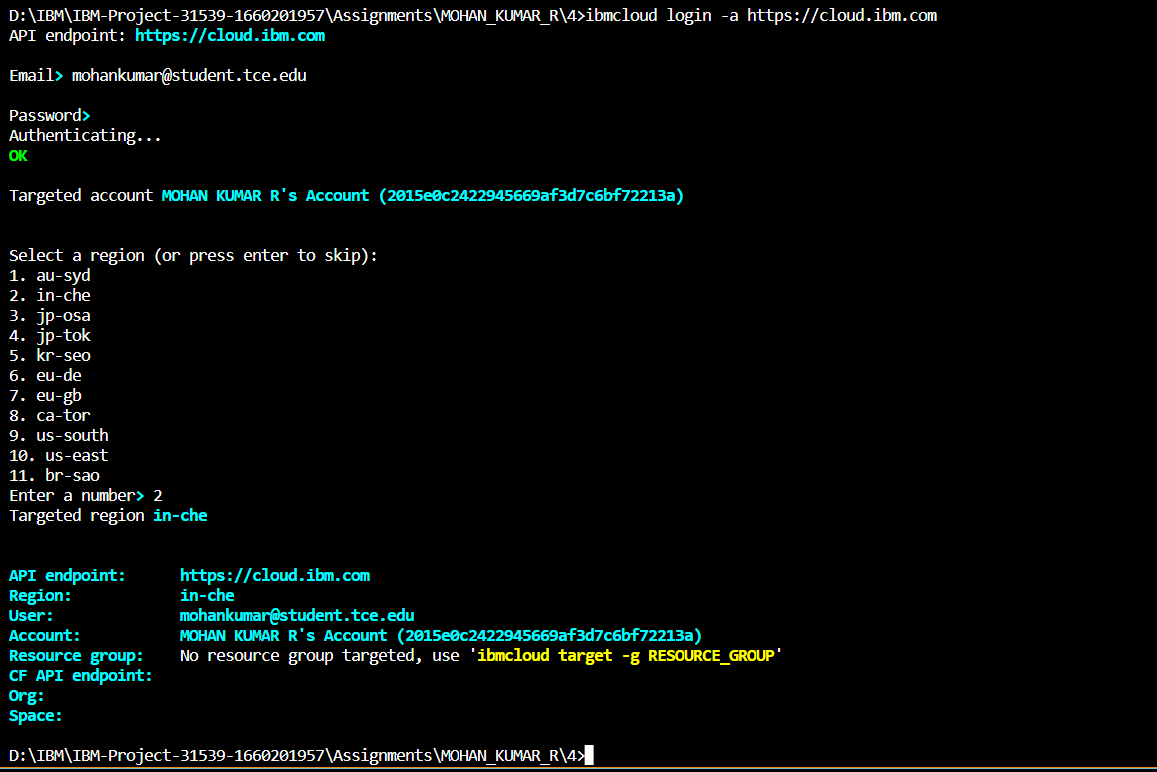 D:\IBM\IBM-Project-31539-1660201957\Assignments\MOHAN_KUMAR_R\4>ibmcloud login -a https://cloud.ibm.com
API endpoint: https://cloud.ibm.com
Email> mohankumar@student.tce.edu
Password>
Authenticating...
OK
Targeted account MOHAN KUMAR R's Account (2015e0c2422945669af3d7c6bf72213a)
Select a region (or press enter to skip):
1. au-syd
2. in-che
3. jp-osa
4. jp-tok
5. kr-seo
6. eu-de
7. eu-gb
8. ca-tor
9. us-south
10. us-east
11. br-sao
Enter a number> 2
Targeted region in-che
API endpoint: https://cloud.ibm.com
Region: in-che
User: mohankumar@student.tce.edu
Account: MOHAN KUMAR R's Account (2015e0c2422945669af3d7c6bf72213a)
Resource group: No resource group targeted, use 'ibmcloud target -g RESOURCE_GROUP'
CF API endpoint:
Org:
Space:
D:\IBM\IBM-Project-31539-1660201957\Assignments\MOHAN_KUMAR_R\4>